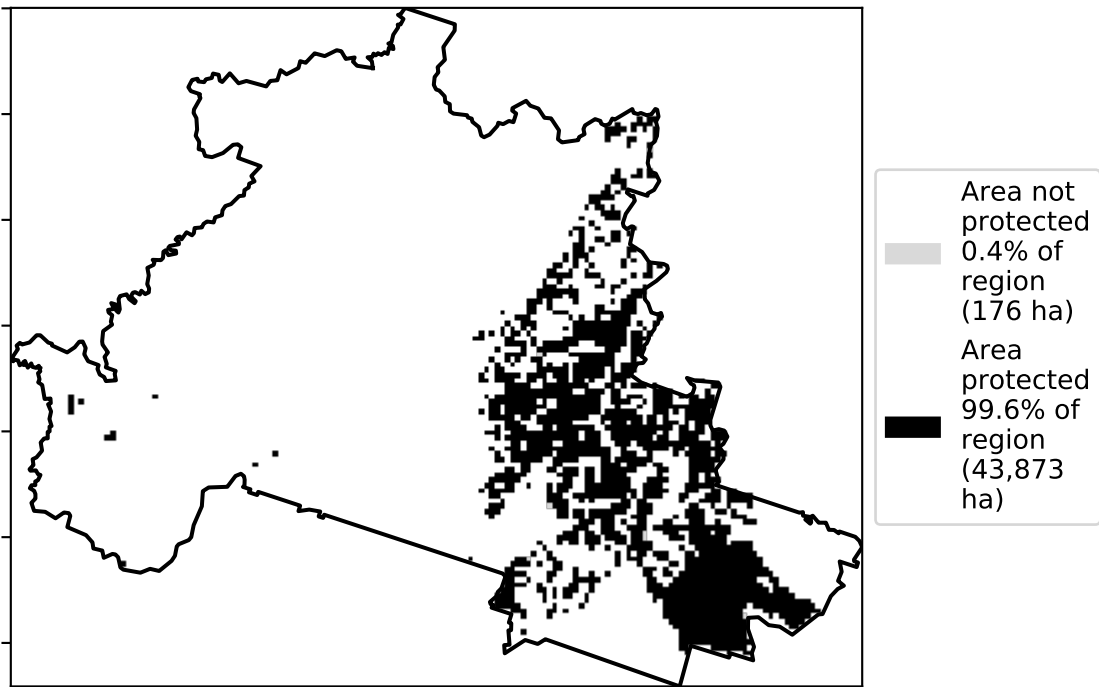 Area not
protected
0.4% of
region
(176 ha)
Area
protected
99.6% of
region
(43,873
ha)